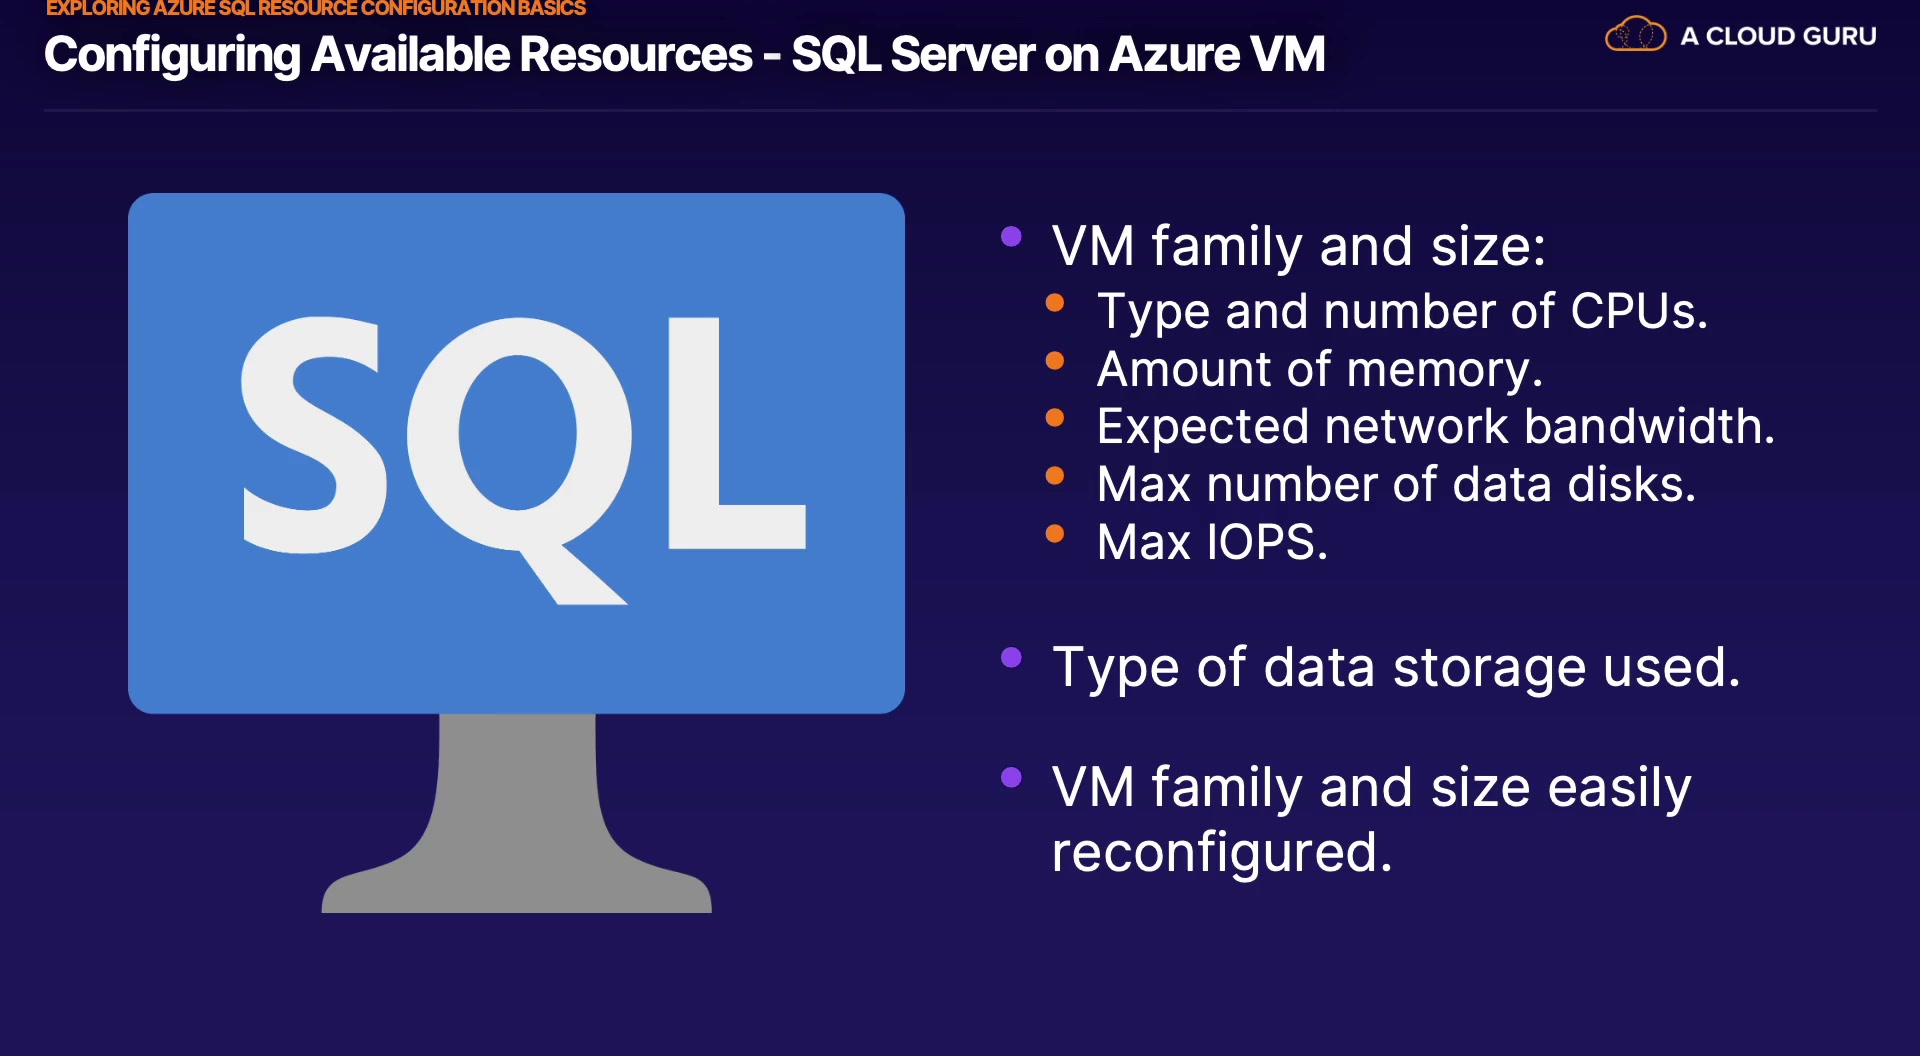 EXPLORING AZURE SQL RESOURCE CONFIGURATION BASICS
Configuring Available Resources - SQL Server on Azure VM
A CLOUD GURU
SQL
VM family and size:
Type and number of CPUs.
Amount of memory.
Expected network bandwidth.
Max number of data disks.
Max IOPS.
Type of data storage used.
VM family and size easily
reconfigured.